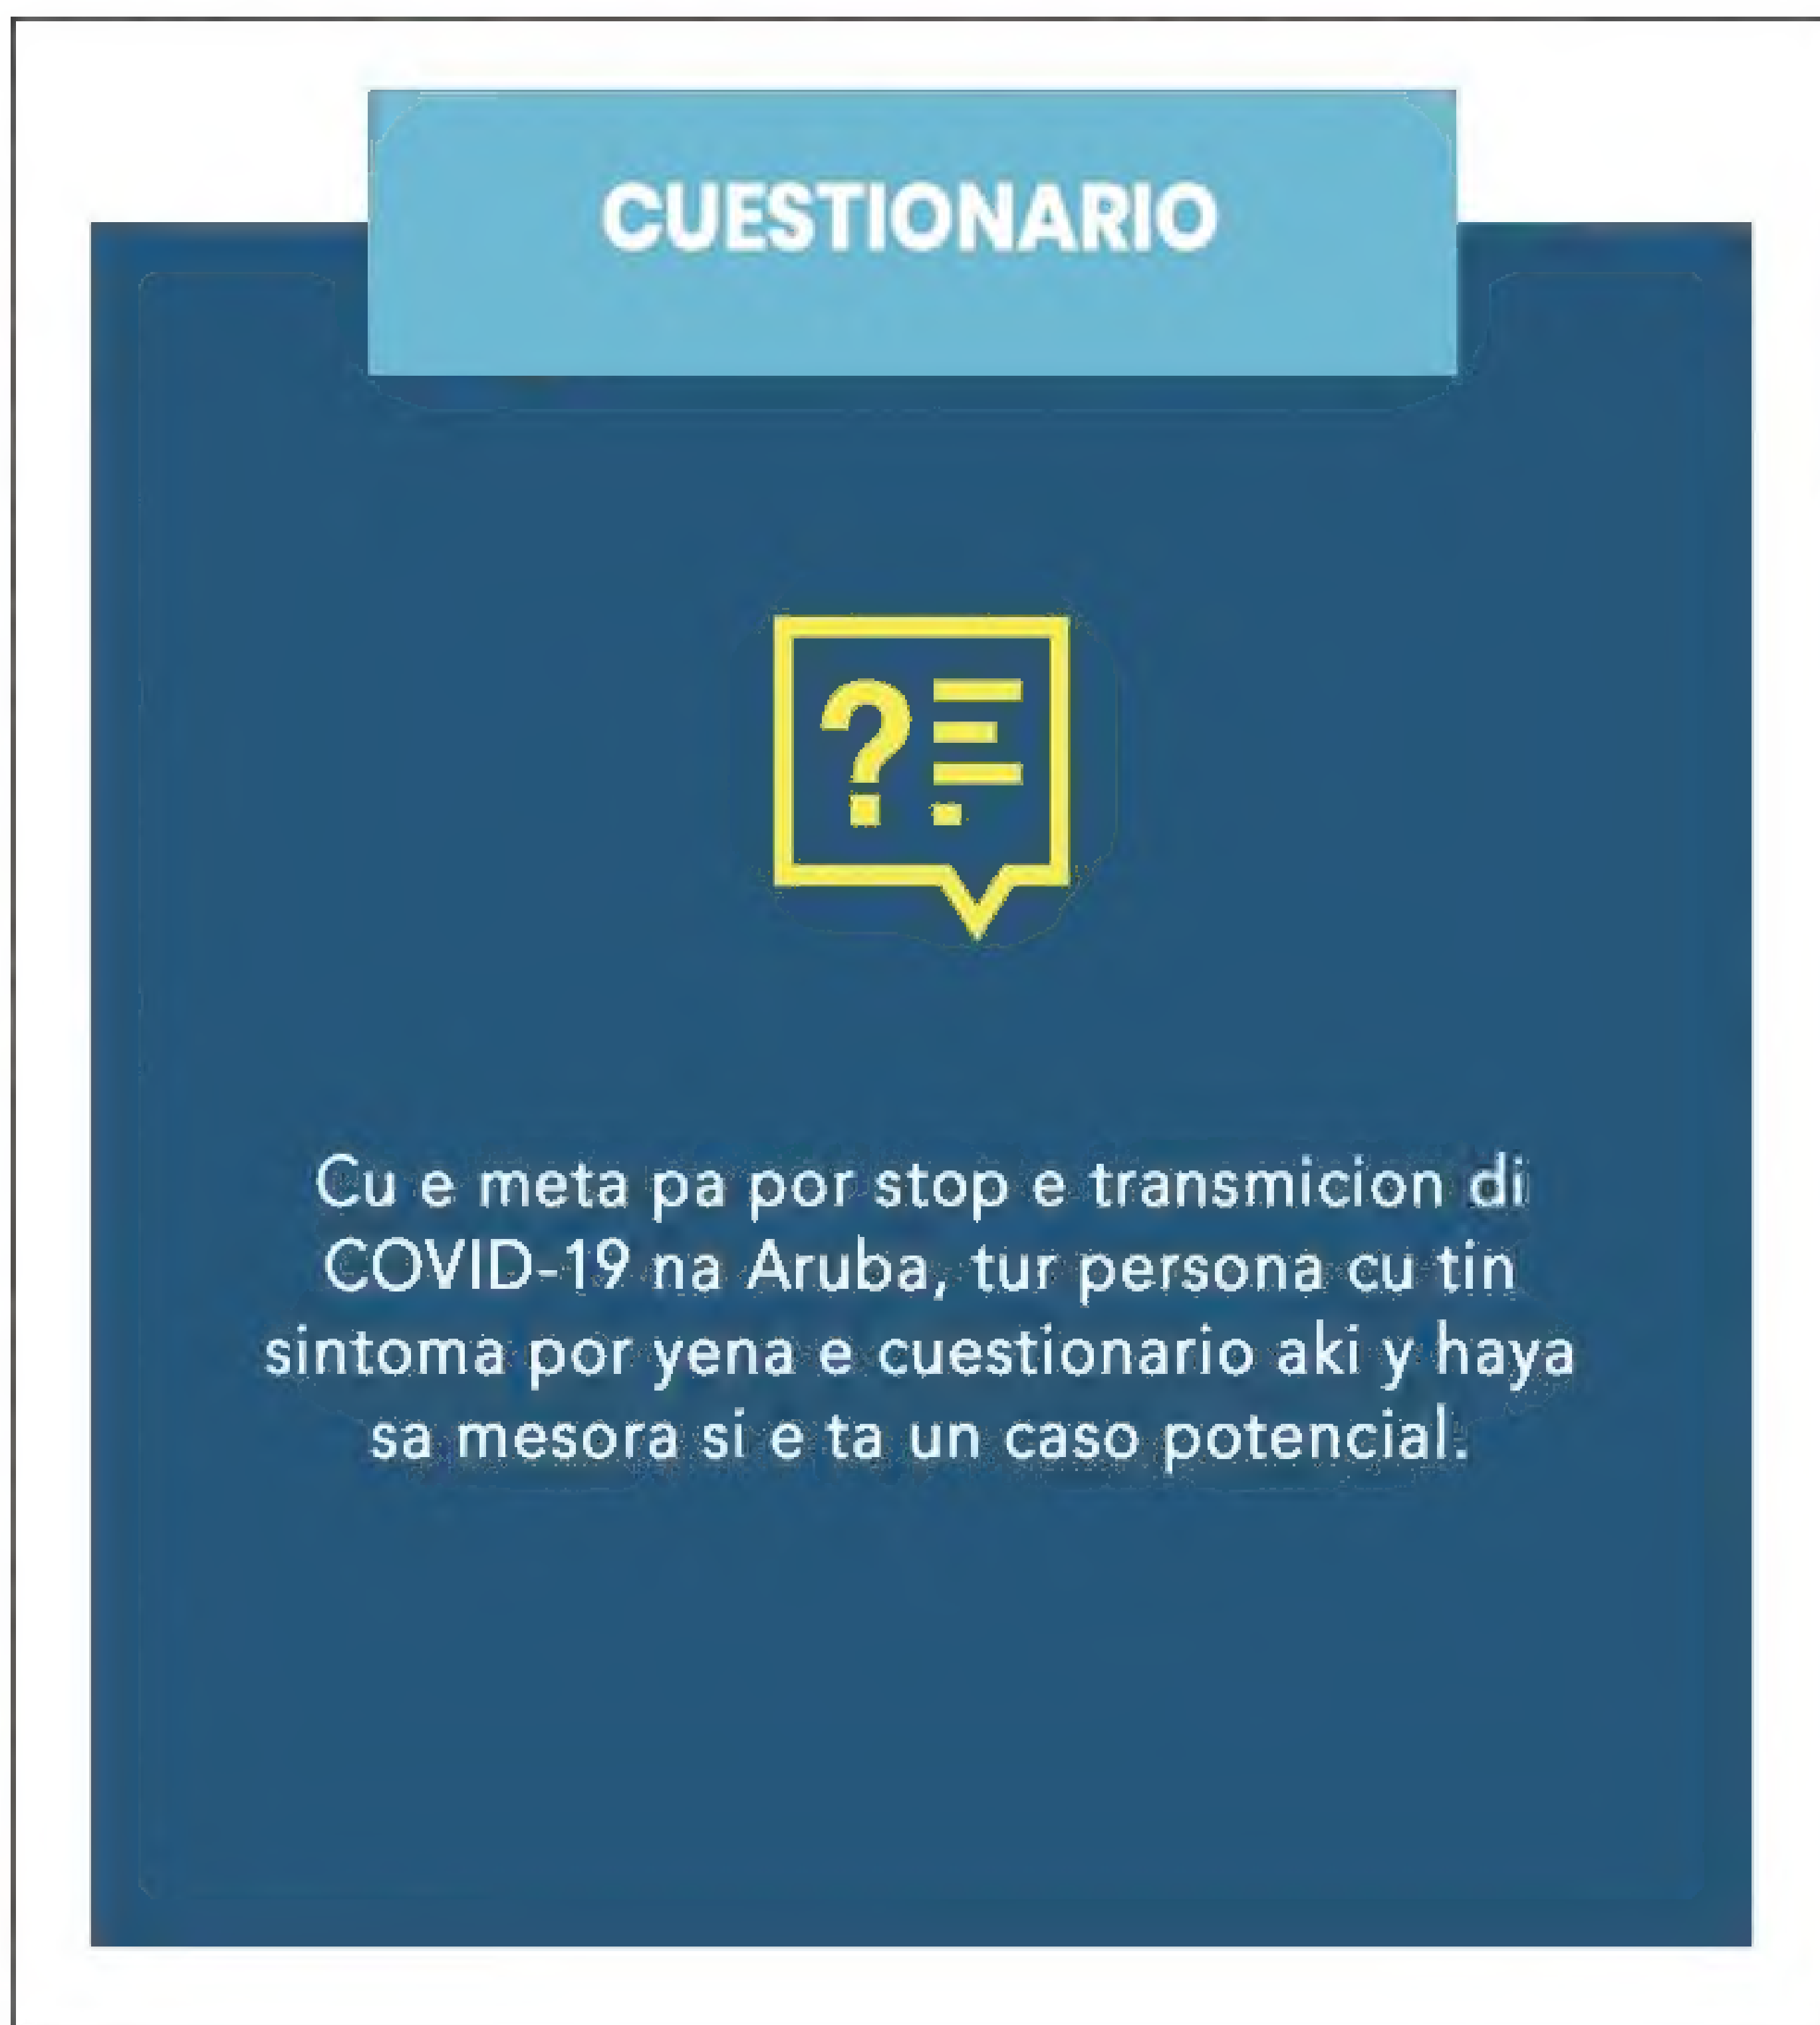 CUESTIONARIO
Cu e meta pa por stop e transmicion di
COVID-19 na Aruba, tur persona cu tin
sintoma por yena e cuestionario aki y haya
sa mesora si e ta un caso potencial.